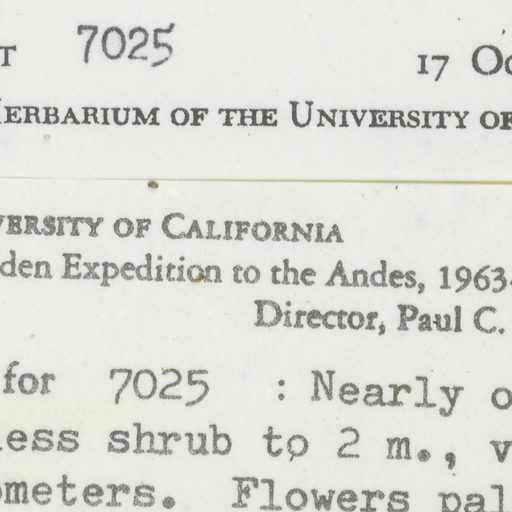 T 7025 17 Oc
HERBARIUM OF THE UNIVERSITY OF
VERSITY OF CALIFORNIA
den Expedition to the Andes, 1963-
Director, Paul C.
for 7025 : Nearly o
less shrub to 2 m., v
ometers. Flowers pal